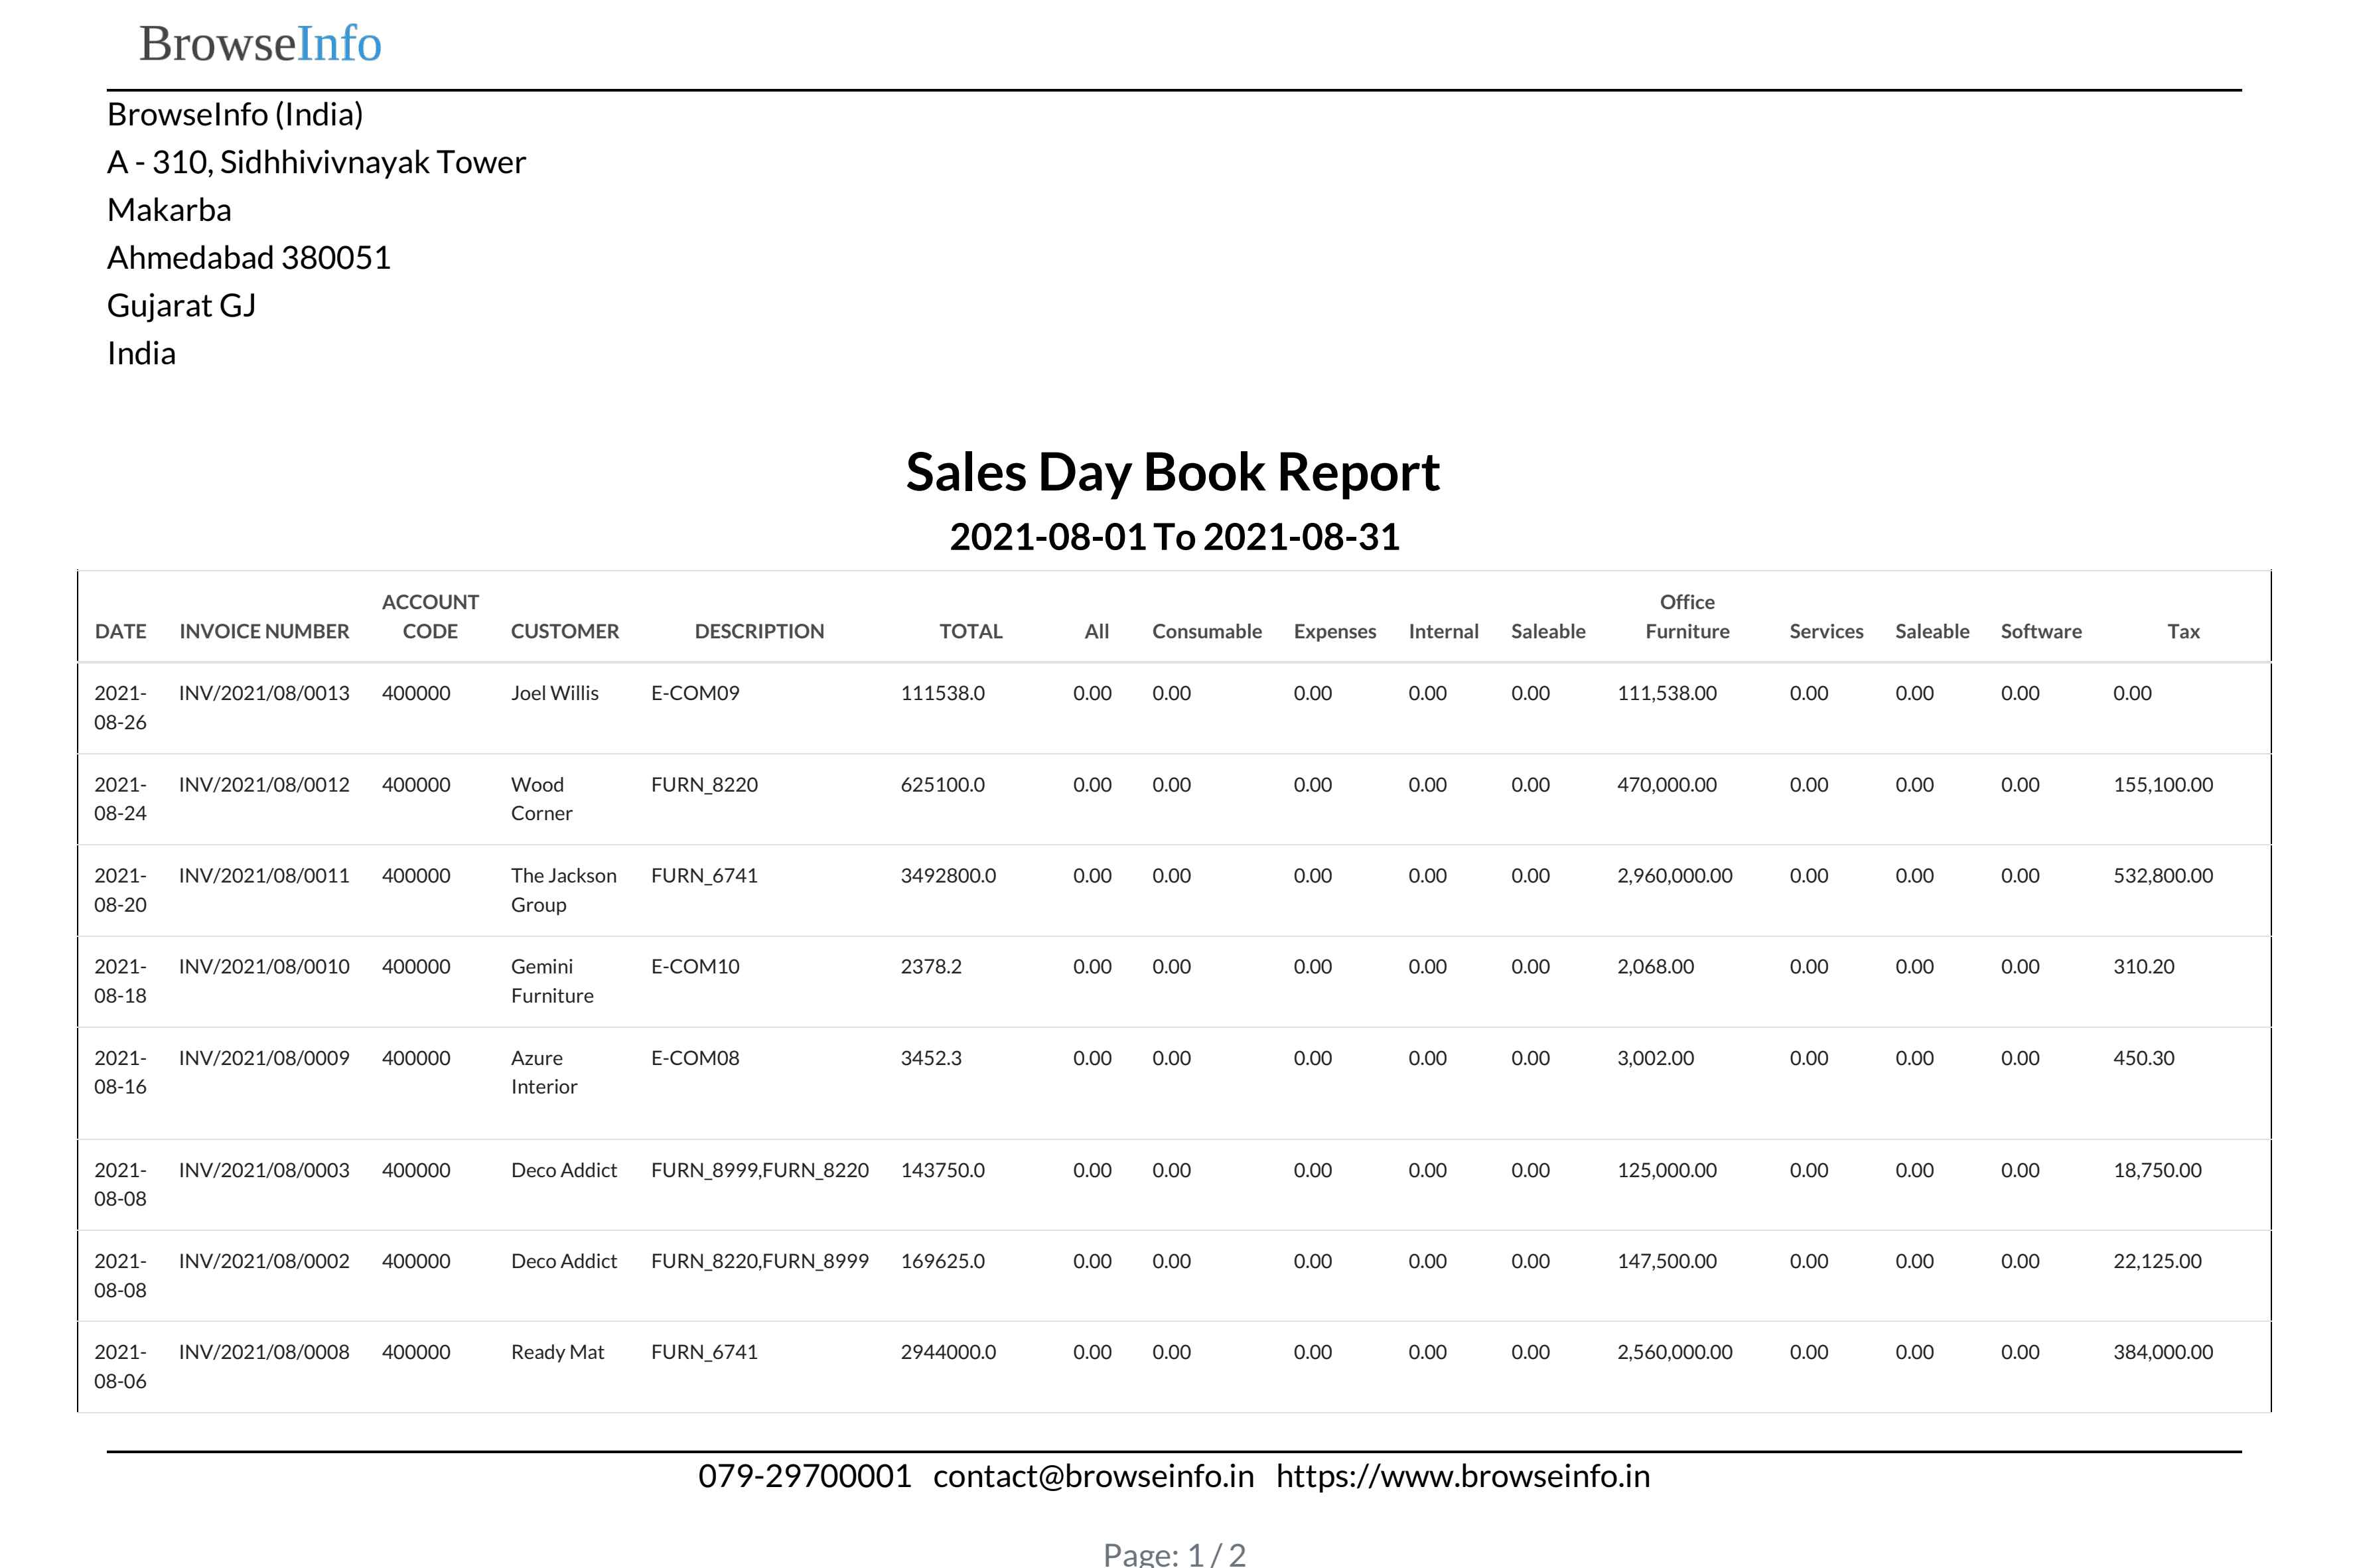 BrowseInfo
BrowseInfo (India)
A - 310, Sidhhivivnayak Tower
Makarba
Ahmedabad 380051
Gujarat GJ
India
Sales Day Book Report
2021-08-01 To 2021-08-31
DATE INVOICE NUMBER ACCOUNT CODE CUSTOMER DESCRIPTION TOTAL All Consumable Expenses Internal Saleable Office Furniture Services Saleable Software Tax
2021-08-26 INV/2021/08/0013 400000 Joel Willis E-COM09 111538.0 0.00 0.00 0.00 0.00 0.00 111,538.00 0.00 0.00 0.00 0.00
2021-08-24 INV/2021/08/0012 400000 Wood Corner FURN_8220 625100.0 0.00 0.00 0.00 0.00 0.00 470,000.00 0.00 0.00 0.00 155,100.00
2021-08-20 INV/2021/08/0011 400000 The Jackson Group FURN_6741 3492800.0 0.00 0.00 0.00 0.00 0.00 2,960,000.00 0.00 0.00 0.00 532,800.00
2021-08-18 INV/2021/08/0010 400000 Gemini Furniture E-COM10 2378.2 0.00 0.00 0.00 0.00 0.00 2,068.00 0.00 0.00 0.00 310.20
2021-08-16 INV/2021/08/0009 400000 Azure Interior E-COM08 3452.3 0.00 0.00 0.00 0.00 0.00 3,002.00 0.00 0.00 0.00 450.30
2021-08-08 INV/2021/08/0003 400000 Deco Addict FURN_8999,FURN_8220 143750.0 0.00 0.00 0.00 0.00 0.00 125,000.00 0.00 0.00 0.00 18,750.00
2021-08-08 INV/2021/08/0002 400000 Deco Addict FURN_8220,FURN_8999 169625.0 0.00 0.00 0.00 0.00 0.00 147,500.00 0.00 0.00 0.00 22,125.00
2021-08-06 INV/2021/08/0008 400000 Ready Mat FURN_6741 2944000.0 0.00 0.00 0.00 0.00 0.00 2,560,000.00 0.00 0.00 0.00 384,000.00
079-29700001 contact@browseinfo.in https://www.browseinfo.in
Page: 1 / 2